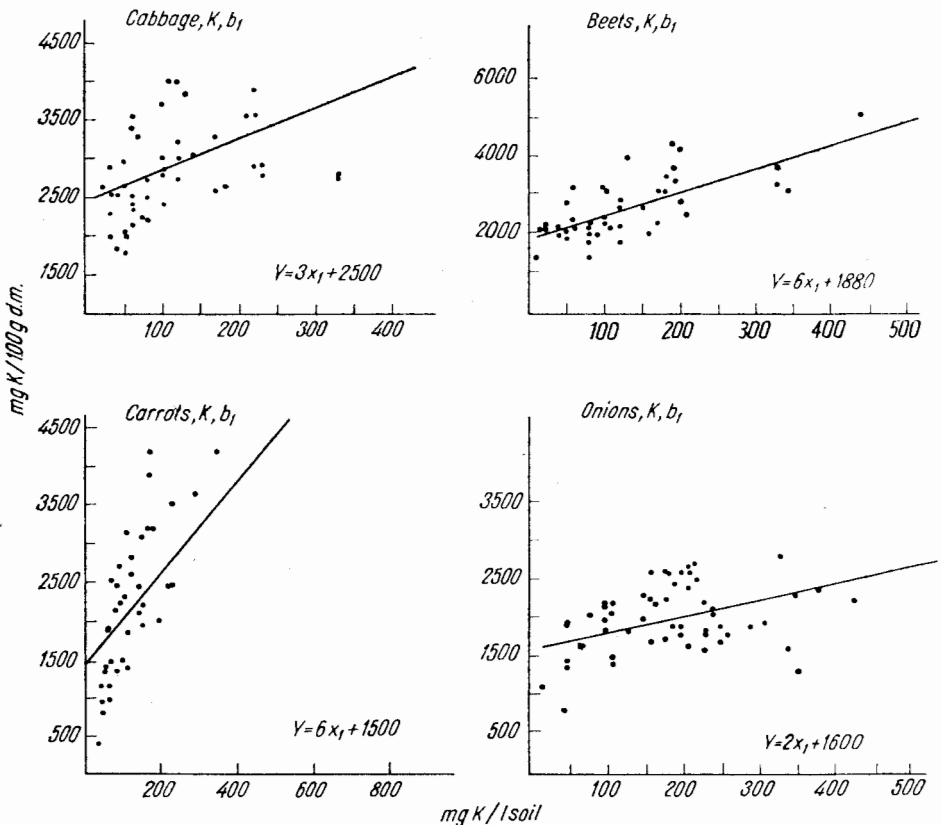 Cabbage, K, b₁
4500
3500
2500
1500
100 200 300 400
Y=3x₁+2500
Beets, K, b₁
6000
4000
2000
100 200 300 400 500
Y=6x₁+1880
mg K/100g d.m.
Carrots, K, b₁
4500
3500
2500
1500
500
200 400 600 800
Y=6x₁+1500
Onions, K, b₁
3500
2500
1500
500
100 200 300 400 500
Y=2x₁+1600
mg K/l soil